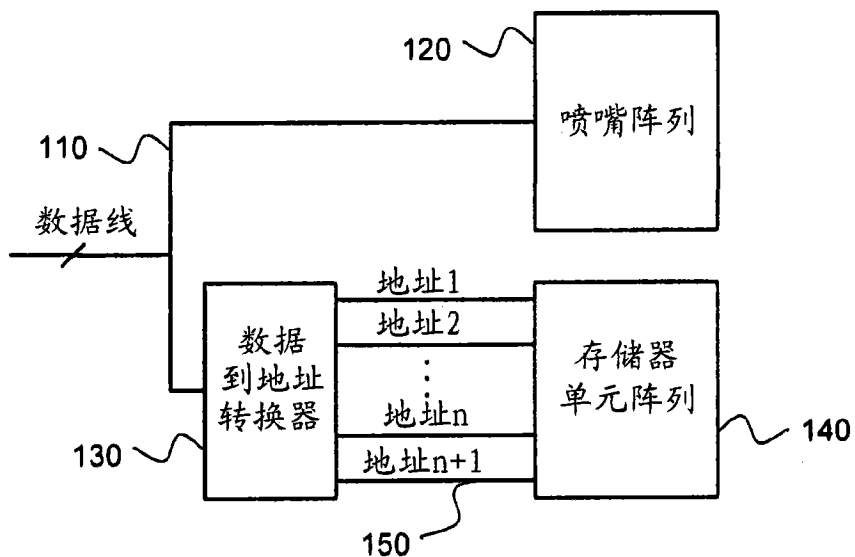 120
喷嘴阵列
110
数据线
地址1
地址2
⋮
地址n
地址n+1
数据
到地址
转换器
存储器
单元阵列
130
140
150